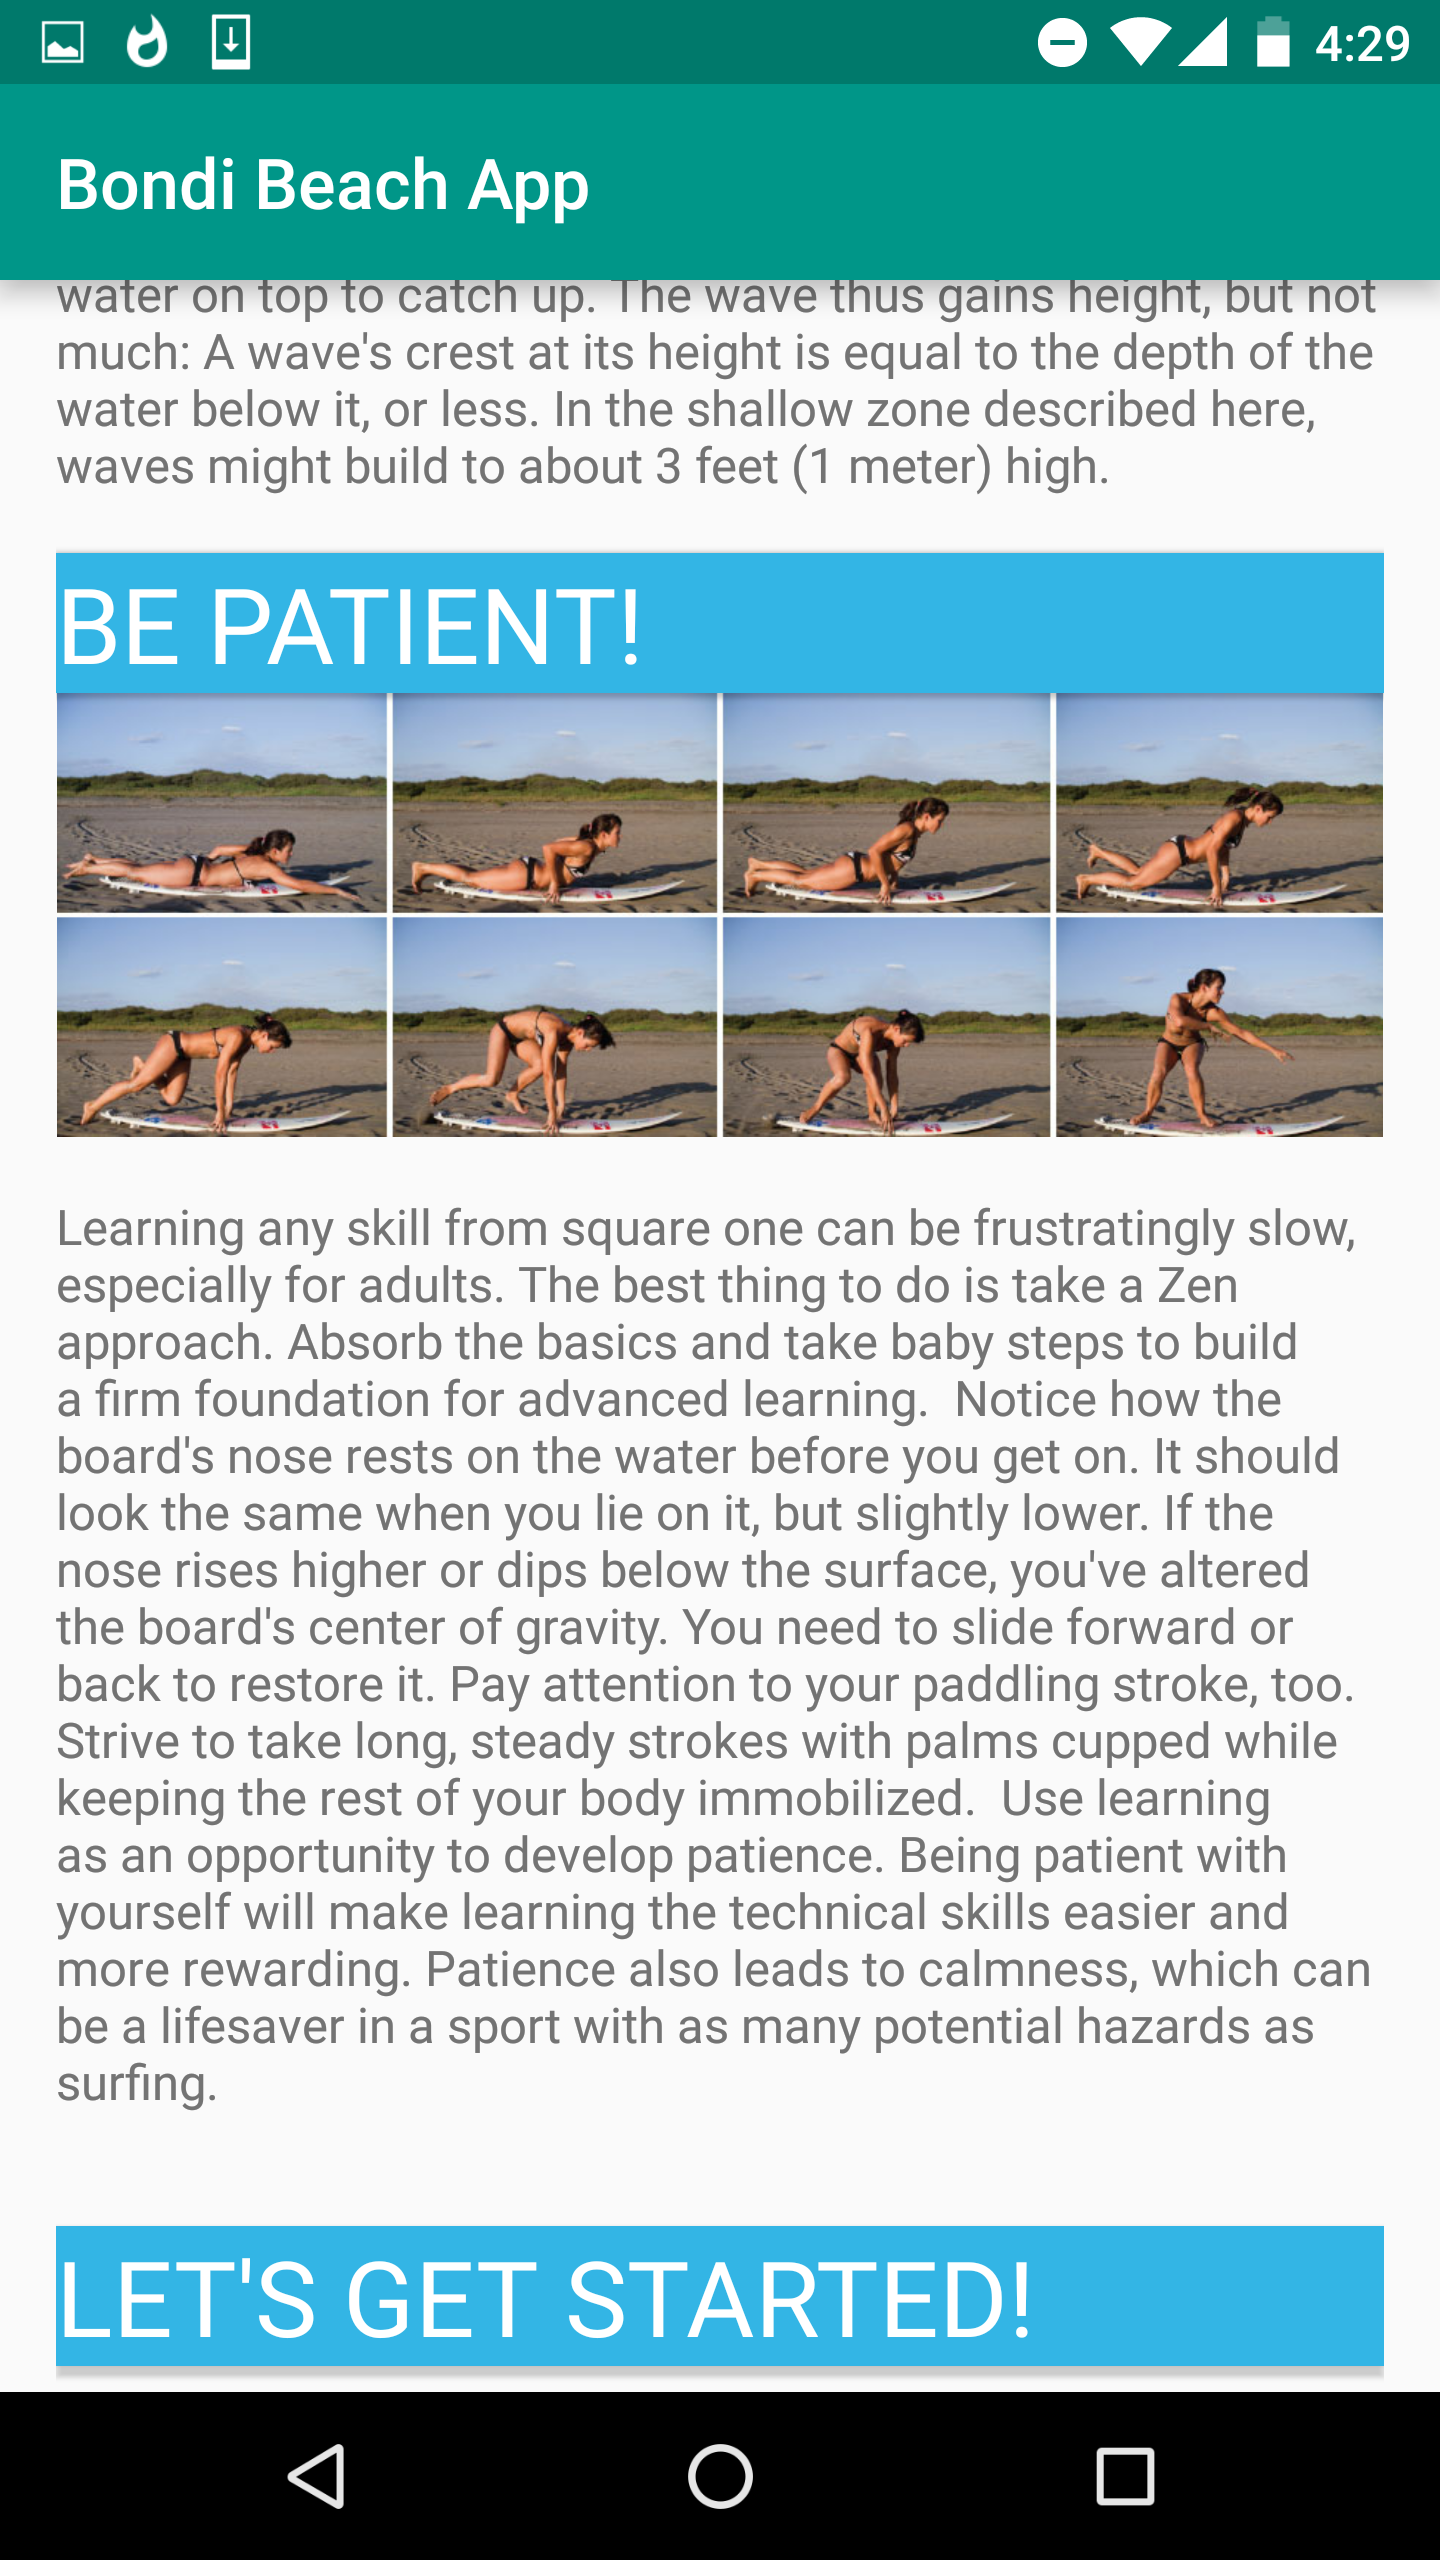 4:29
Bondi Beach App
water on top to catch up. The wave thus gains height, but not
much: A wave's crest at its height is equal to the depth of the
water below it, or less. In the shallow zone described here,
waves might build to about 3 feet (1 meter) high.
BE PATIENT!
Learning any skill from square one can be frustratingly slow,
especially for adults. The best thing to do is take a Zen
approach. Absorb the basics and take baby steps to build
a firm foundation for advanced learning.  Notice how the
board's nose rests on the water before you get on. It should
look the same when you lie on it, but slightly lower. If the
nose rises higher or dips below the surface, you've altered
the board's center of gravity. You need to slide forward or
back to restore it. Pay attention to your paddling stroke, too.
Strive to take long, steady strokes with palms cupped while
keeping the rest of your body immobilized.  Use learning
as an opportunity to develop patience. Being patient with
yourself will make learning the technical skills easier and
more rewarding. Patience also leads to calmness, which can
be a lifesaver in a sport with as many potential hazards as
surfing.
LET'S GET STARTED!